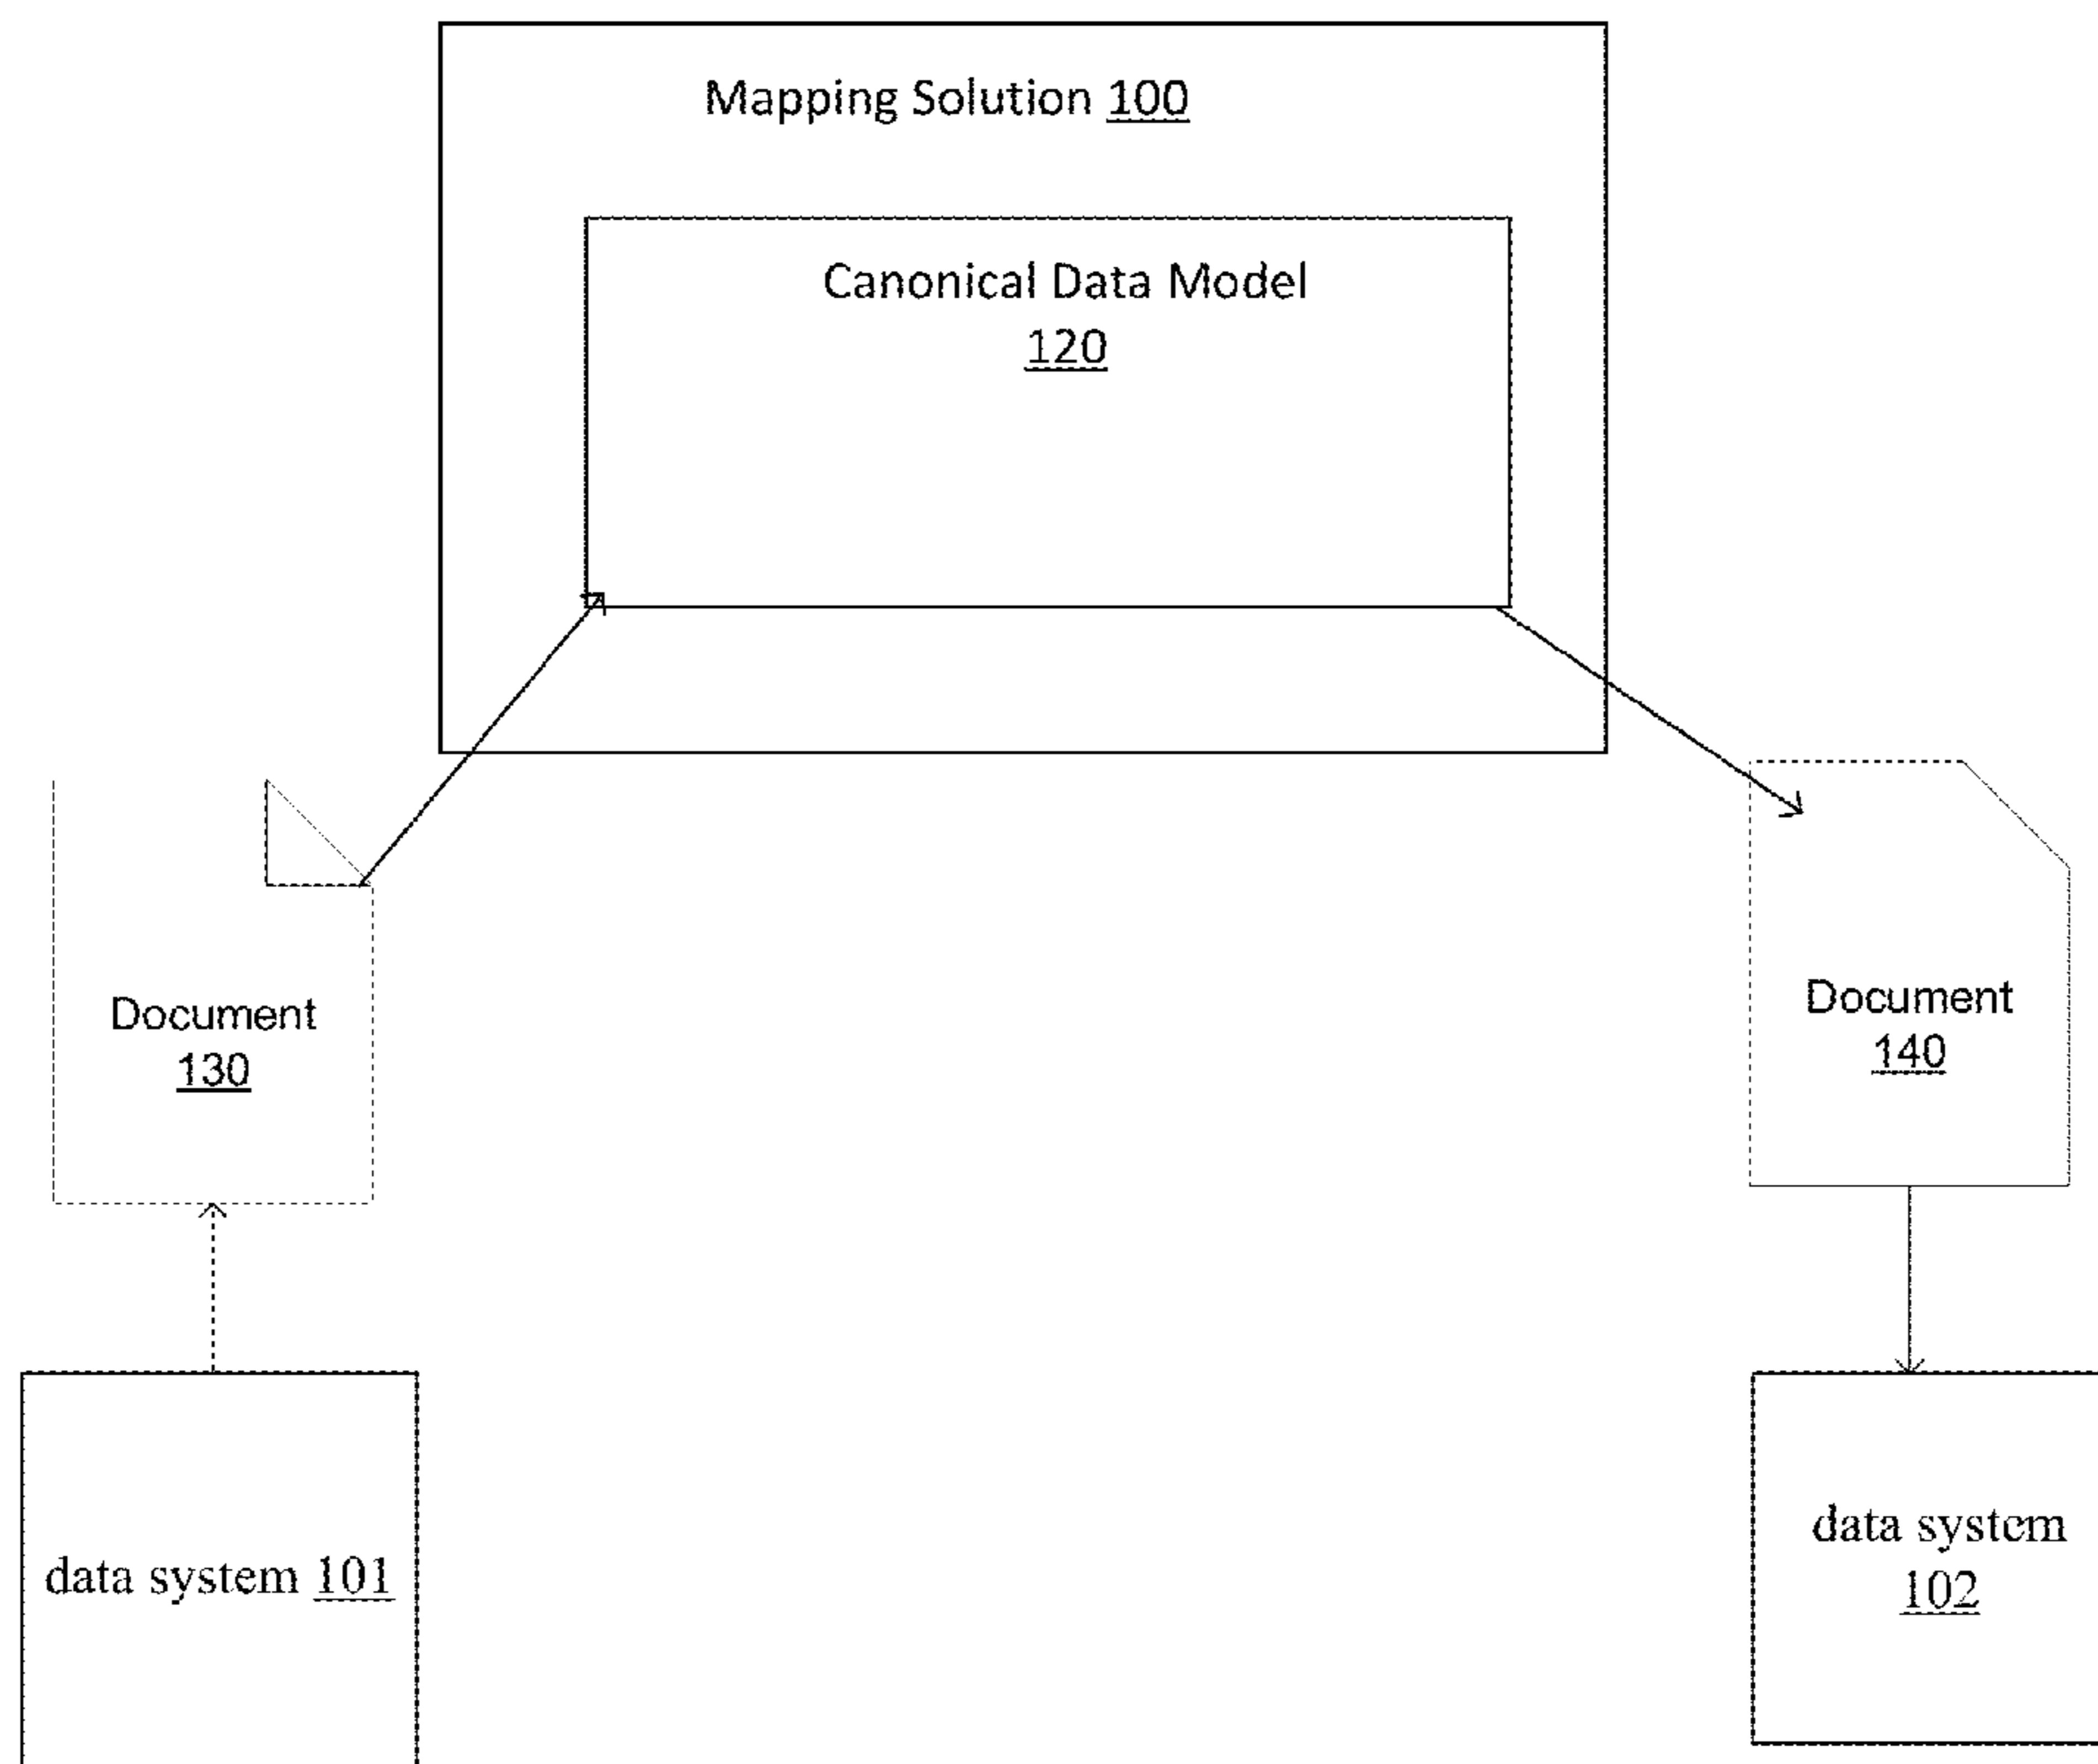 Mapping Solution 100
Canonical Data Model
120
Document
130
Document
140
data system 101
data system
102